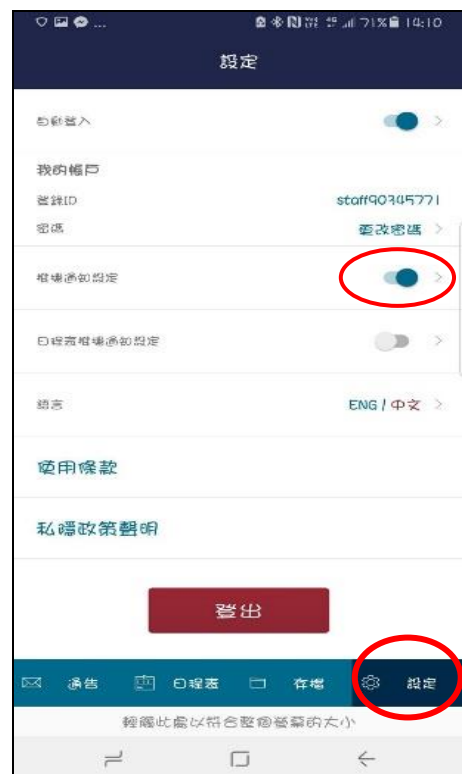 ... 71% 14:10
設定
自動登入
我的帳戶
登錄ID staff90345771
密碼 更改密碼
推播通知設定
日程表推播通知設定
語言 ENG / 中文
使用條款
私隱政策聲明
登出
通告 日程表 存檔 設定
輕觸此處以符合整個螢幕的大小